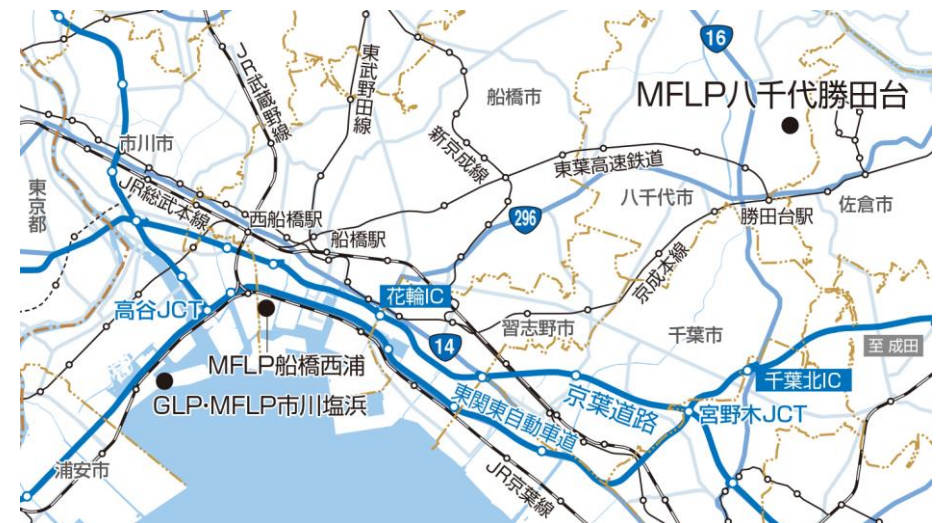 16
MFLP八千代勝田台
船橋市
東武野田線
JR武蔵野線
新京成線
市川市
東葉高速鉄道
八千代市
東京都
JR総武本線
西船橋駅
船橋駅
296
勝田台駅
佐倉市
京成本線
高谷JCT
花輪IC
習志野市
千葉市
14
至 成田
MFLP船橋西浦
千葉北IC
GLP・MFLP市川塩浜
東関東自動車道
京葉道路
宮野木JCT
浦安市
JR京葉線